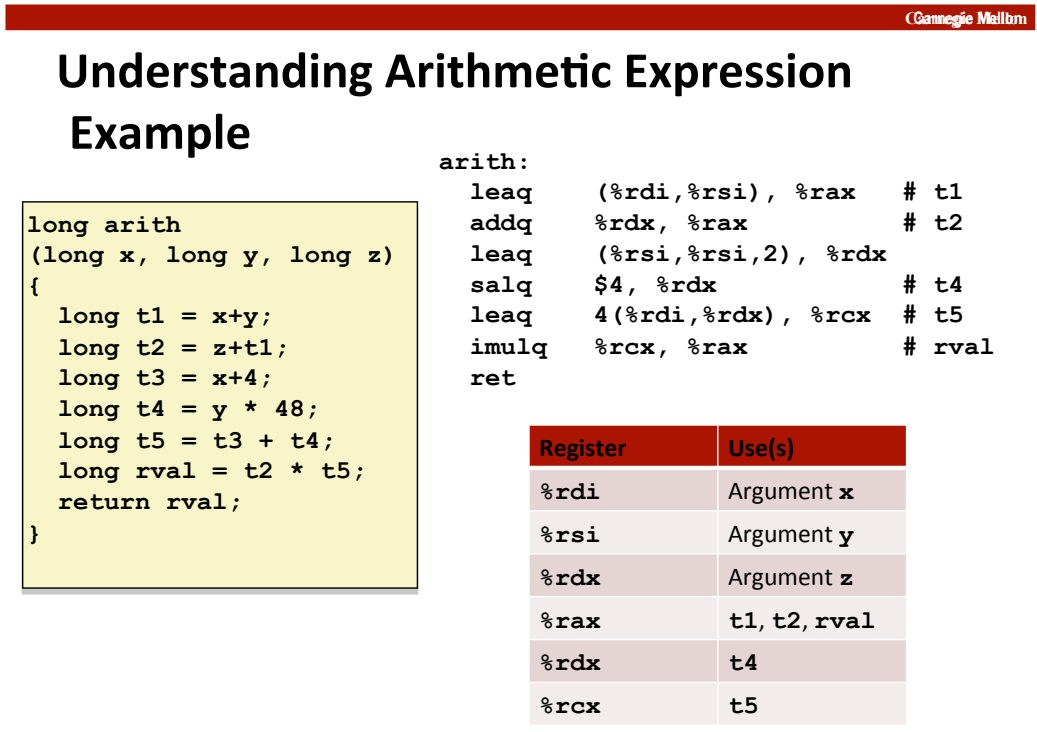 Carnegie Mellon
Understanding Arithmetic Expression
Example
long arith
(long x, long y, long z)
{
  long t1 = x+y;
  long t2 = z+t1;
  long t3 = x+4;
  long t4 = y * 48;
  long t5 = t3 + t4;
  long rval = t2 * t5;
  return rval;
}
arith:
  leaq    (%rdi,%rsi), %rax   # t1
  addq    %rdx, %rax          # t2
  leaq    (%rsi,%rsi,2), %rdx
  salq    $4, %rdx            # t4
  leaq    4(%rdi,%rdx), %rcx  # t5
  imulq   %rcx, %rax          # rval
  ret
Register Use(s)
%rdi Argument x
%rsi Argument y
%rdx Argument z
%rax t1, t2, rval
%rdx t4
%rcx t5